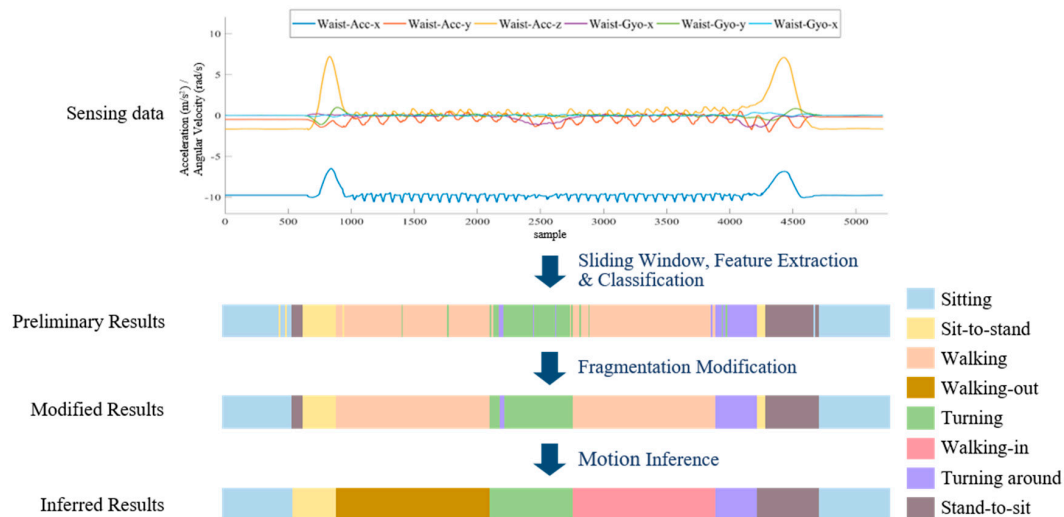 Waist-Acc-x Waist-Acc-y Waist-Acc-z Waist-Gyo-x Waist-Gyo-y Waist-Gyo-x
10
5
0
-5
-10
Acceleration (m/s²) /
Angular Velocity (rad/s)
Sensing data
0 500 1000 1500 2000 2500 3000 3500 4000 4500 5000
sample
Sliding Window, Feature Extraction
& Classification
Preliminary Results
Fragmentation Modification
Modified Results
Motion Inference
Inferred Results
Sitting
Sit-to-stand
Walking
Walking-out
Turning
Walking-in
Turning around
Stand-to-sit